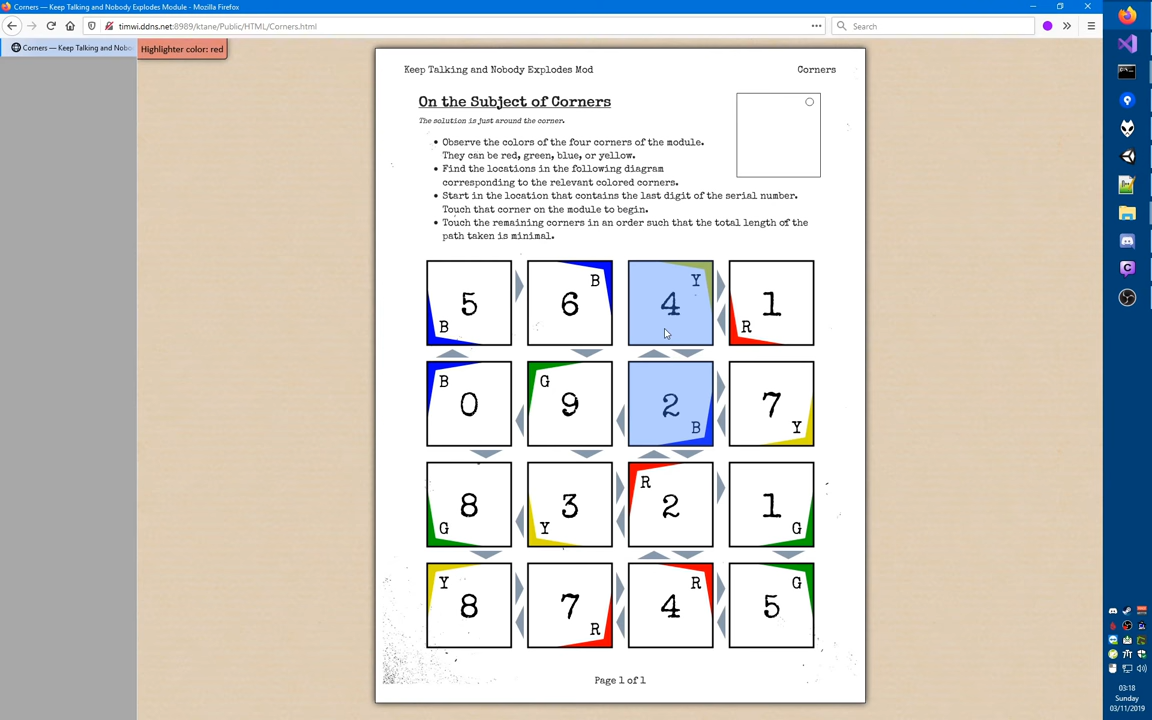 Corners — Keep Talking and Nobody Explodes Module - Mozilla Firefox
timwi.ddns.net:8989/ktane/Public/HTML/Corners.html
Search
Corners — Keep Talking and Nob
Highlighter color: red
Keep Talking and Nobody Explodes Mod
Corners
On the Subject of Corners
The solution is just around the corner.
• Observe the colors of the four corners of the module.
They can be red, green, blue, or yellow.
• Find the locations in the following diagram
corresponding to the relevant colored corners.
• Start in the location that contains the last digit of the serial number.
Touch that corner on the module to begin.
• Touch the remaining corners in an order such that the total length of the
path taken is minimal.
5 B 6 B 4 Y 1 R
0 B 9 G 2 B 7 Y
8 G 3 Y 2 R 1 G
8 Y 7 R 4 R 5 G
Page 1 of 1
03:18
Sunday
03/11/2019